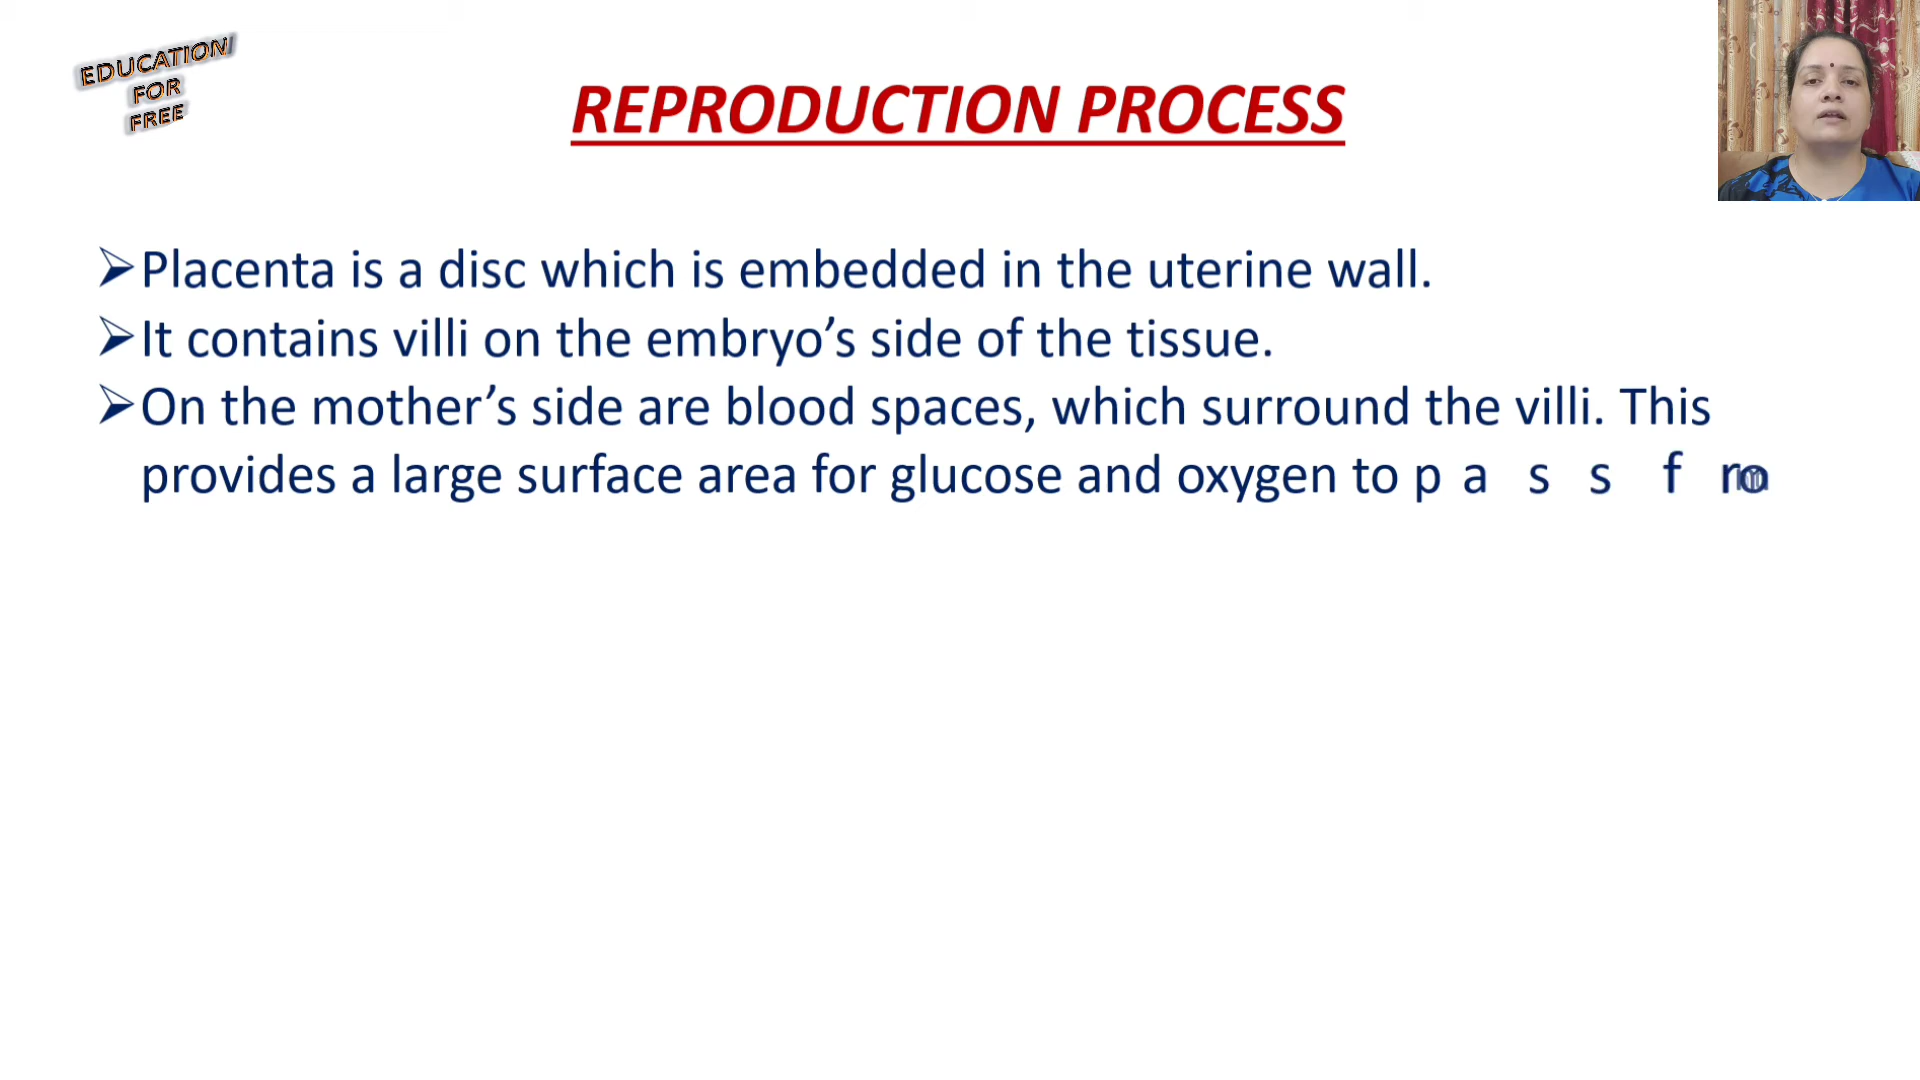 EDUCATION
FOR
FREE
REPRODUCTION PROCESS
➢Placenta is a disc which is embedded in the uterine wall.
➢It contains villi on the embryo’s side of the tissue.
➢On the mother’s side are blood spaces, which surround the villi. This
provides a large surface area for glucose and oxygen to p a s s f ro